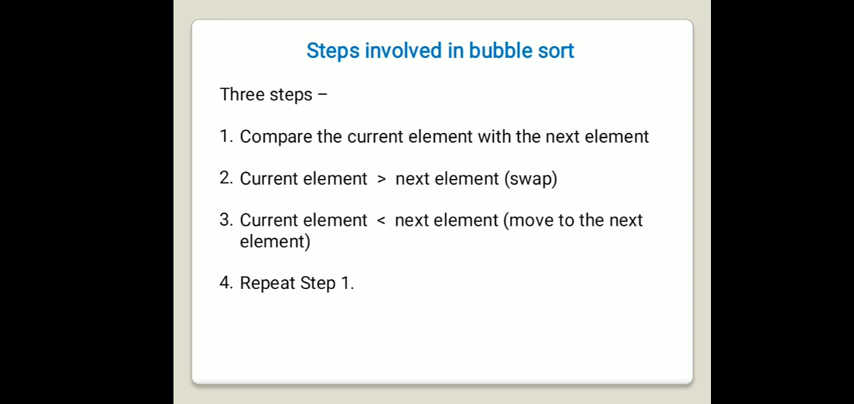 Steps involved in bubble sort
Three steps –
1. Compare the current element with the next element
2. Current element > next element (swap)
3. Current element < next element (move to the next
element)
4. Repeat Step 1.